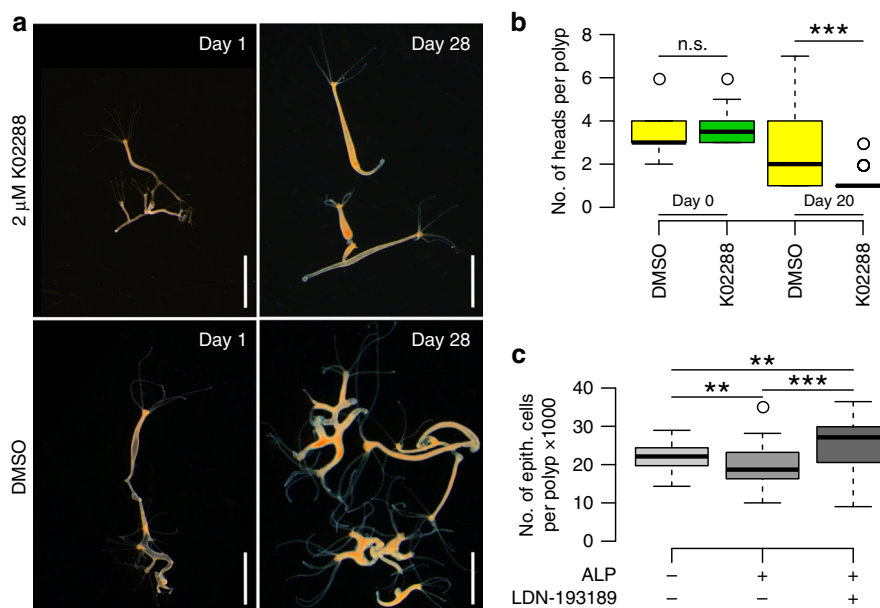 a
Day 1
Day 28
2 μM K02288
Day 1
Day 28
DMSO
b
No. of heads per polyp
8
6
4
2
0
n.s.
***
Day 0
Day 20
DMSO
K02288
DMSO
K02288
c
No. of epith. cells
per polyp ×1000
40
30
20
10
0
**
**
***
ALP – + +
LDN-193189 – – +